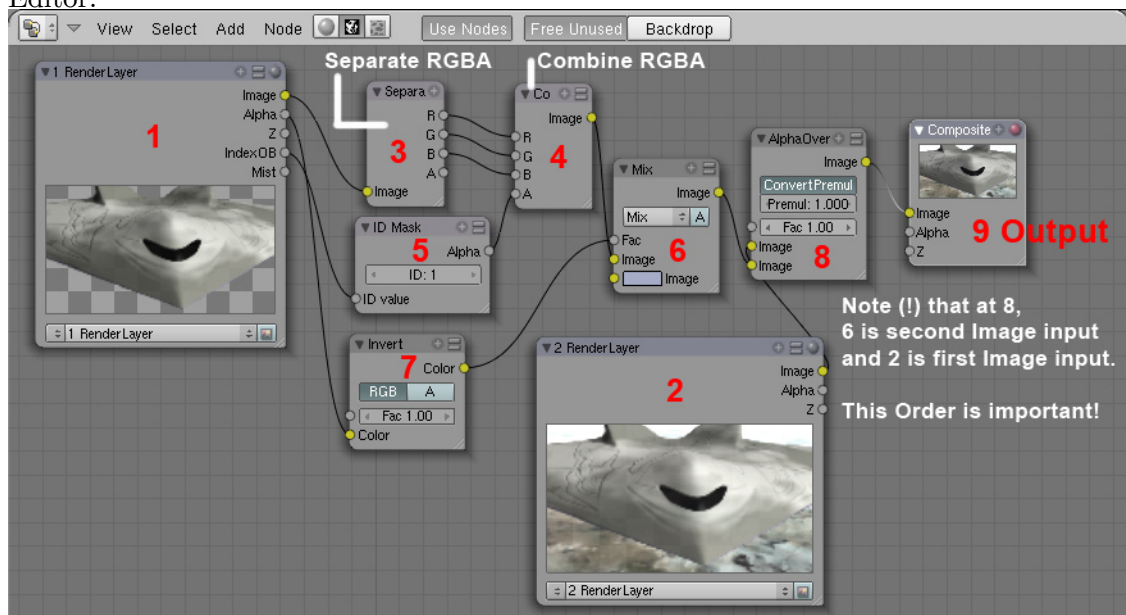 Editor:
View Select Add Node Use Nodes Free Unused Backdrop
Separate RGBA
Combine RGBA
1 RenderLayer
Image
Alpha
Z
IndexOB
Mist
1
1 RenderLayer
Separa
R
G
B
A
Image
3
Co
Image
R
G
B
A
4
ID Mask
Alpha
ID: 1
ID value
5
Mix
Image
Mix A
Fac
Image
Image
6
Invert
Color
RGB A
Fac 1.00
Color
7
AlphaOver
Image
ConvertPremul
Premul: 1.000
Fac 1.00
Image
Image
8
Composite
Image
Alpha
Z
9 Output
2 RenderLayer
Image
Alpha
Z
2
2 RenderLayer
Note (!) that at 8,
6 is second Image input
and 2 is first Image input.
This Order is important!